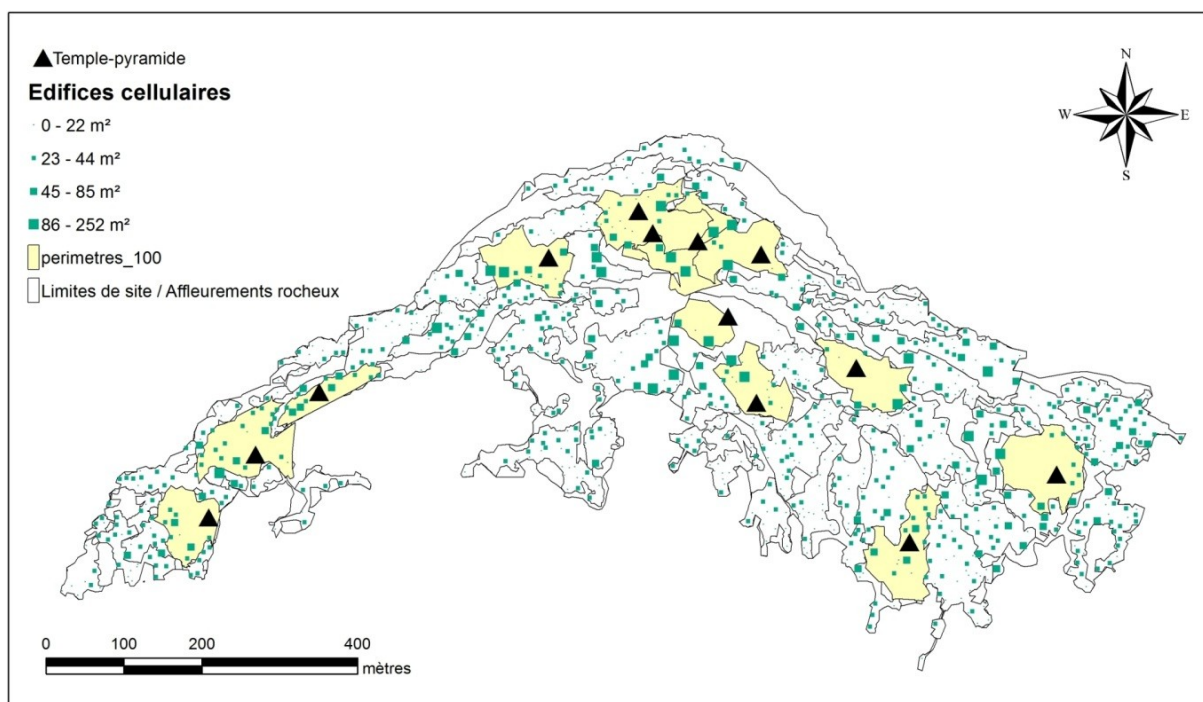 Temple-pyramide
Edifices cellulaires
0 - 22 m²
23 - 44 m²
45 - 85 m²
86 - 252 m²
perimetres_100
Limites de site / Affleurements rocheux
N
W E
S
0 100 200 400
mètres